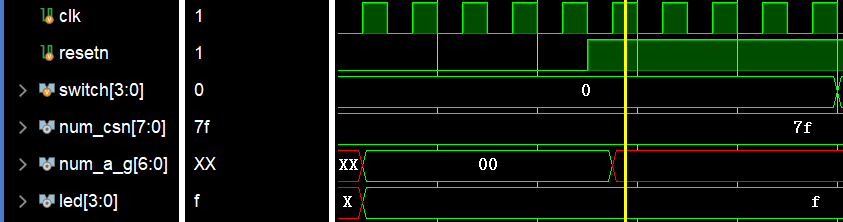 clk 1
resetn 1
switch[3:0] 0 0
num_csn[7:0] 7f 7f
num_a_g[6:0] XX XX 00
led[3:0] f X f